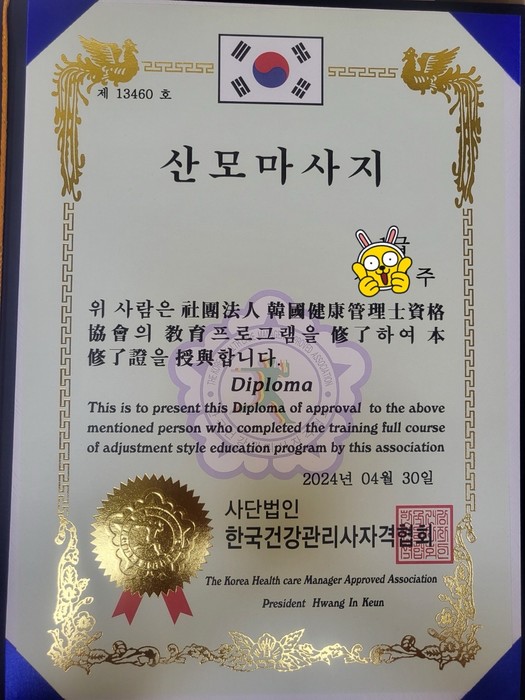 제 13460 호
산모마사지
급
주
위 사람은 社團法人 韓國健康管理士資格
協會의 敎育프로그램을 修了하여 本
修了證을 授與합니다.
Diploma
This is to present this Diploma of approval to the above
mentioned person who completed the training full course
of adjustment style education program by this association
2024년 04월 30일
사단법인
한국건강관리사자격협회
The Korea Health care Manager Approved Association
President Hwang In Keun